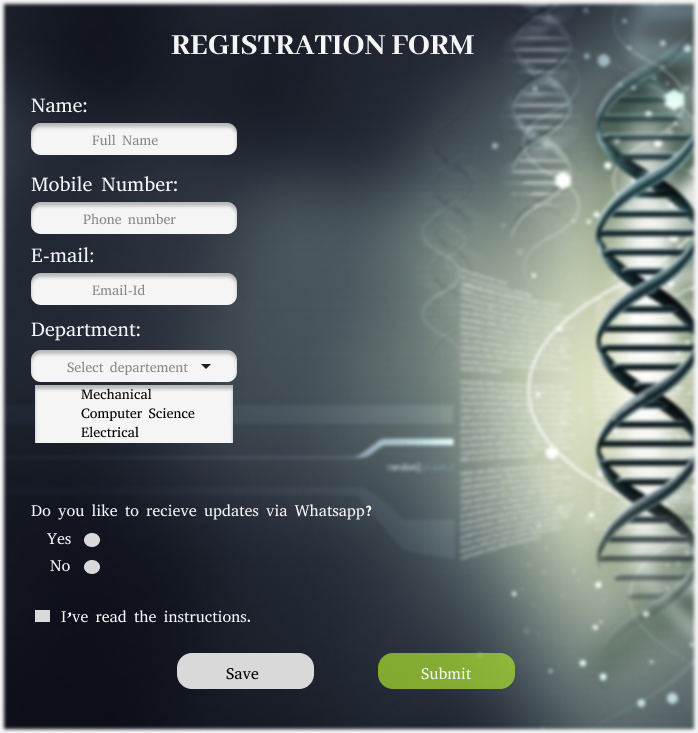 REGISTRATION FORM
Name:
Full Name
Mobile Number:
Phone number
E-mail:
Email-Id
Department:
Select departement
Mechanical
Computer Science
Electrical
Do you like to recieve updates via Whatsapp?
Yes
No
I've read the instructions.
Save
Submit